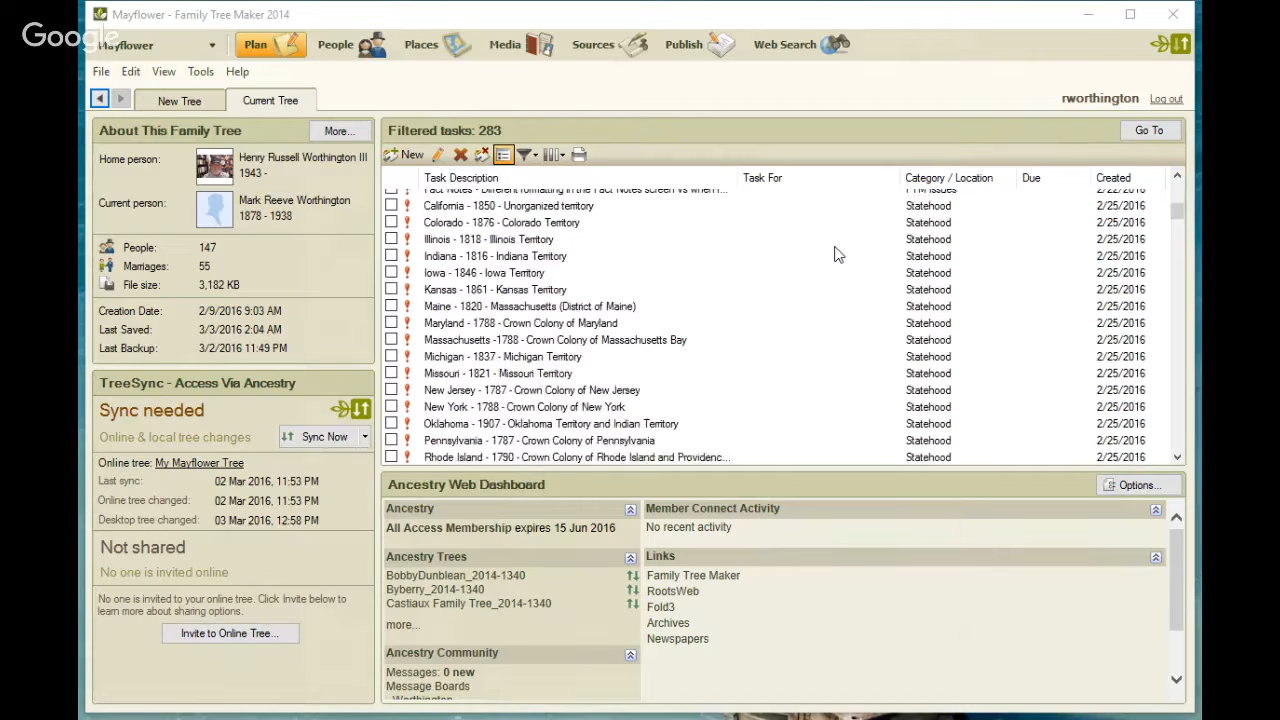 Mayflower - Family Tree Maker 2014
Google
Mayflower
Plan
People
Places
Media
Sources
Publish
Web Search
File Edit View Tools Help
New Tree
Current Tree
rworthington Log out
About This Family Tree
More...
Home person:
Henry Russell Worthington III
1943 -
Current person:
Mark Reeve Worthington
1878 - 1938
People: 147
Marriages: 55
File size: 3,182 KB
Creation Date: 2/9/2016 9:03 AM
Last Saved: 3/3/2016 2:04 AM
Last Backup: 3/2/2016 11:49 PM
TreeSync - Access Via Ancestry
Sync needed
Online & local tree changes
Sync Now
Online tree: My Mayflower Tree
Last sync: 02 Mar 2016, 11:53 PM
Online tree changed: 02 Mar 2016, 11:53 PM
Desktop tree changed: 03 Mar 2016, 12:58 PM
Not shared
No one is invited online
No one is invited to your online tree. Click Invite below to
learn more about sharing options.
Invite to Online Tree...
Filtered tasks: 283
Go To
New
Task Description Task For Category / Location Due Created
Fact Notes - Different formatting in the Fact Notes screen vs when I... FTM Issues 2/22/2016
California - 1850 - Unorganized territory Statehood 2/25/2016
Colorado - 1876 - Colorado Territory Statehood 2/25/2016
Illinois - 1818 - Illinois Territory Statehood 2/25/2016
Indiana - 1816 - Indiana Territory Statehood 2/25/2016
Iowa - 1846 - Iowa Territory Statehood 2/25/2016
Kansas - 1861 - Kansas Territory Statehood 2/25/2016
Maine - 1820 - Massachusetts (District of Maine) Statehood 2/25/2016
Maryland - 1788 - Crown Colony of Maryland Statehood 2/25/2016
Massachusetts -1788 - Crown Colony of Massachusetts Bay Statehood 2/25/2016
Michigan - 1837 - Michigan Territory Statehood 2/25/2016
Missouri - 1821 - Missouri Territory Statehood 2/25/2016
New Jersey - 1787 - Crown Colony of New Jersey Statehood 2/25/2016
New York - 1788 - Crown Colony of New York Statehood 2/25/2016
Oklahoma - 1907 - Oklahoma Territory and Indian Territory Statehood 2/25/2016
Pennsylvania - 1787 - Crown Colony of Pennsylvania Statehood 2/25/2016
Rhode Island - 1790 - Crown Colony of Rhode Island and Providenc... Statehood 2/25/2016
Ancestry Web Dashboard
Options...
Ancestry
All Access Membership expires 15 Jun 2016
Ancestry Trees
BobbyDunblean_2014-1340
Byberry_2014-1340
Castiaux Family Tree_2014-1340
more...
Ancestry Community
Messages: 0 new
Message Boards
Worthington
Member Connect Activity
No recent activity
Links
Family Tree Maker
RootsWeb
Fold3
Archives
Newspapers